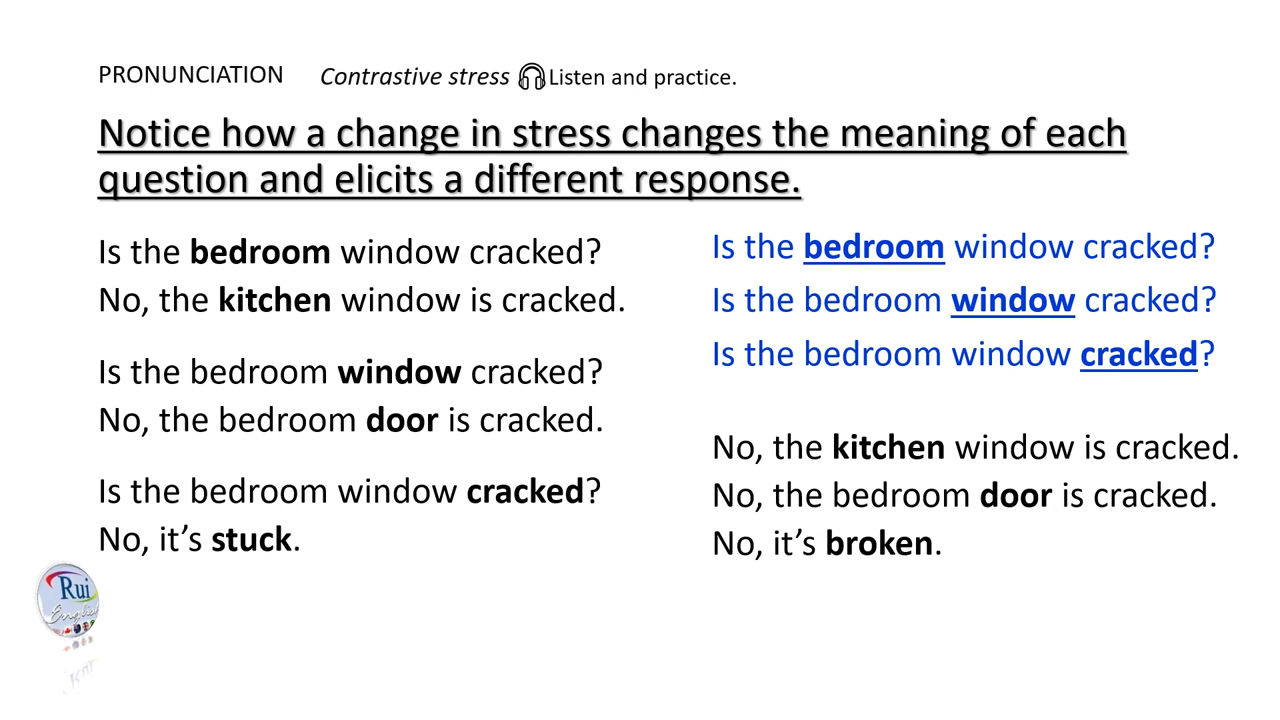 PRONUNCIATION Contrastive stress Listen and practice.
Notice how a change in stress changes the meaning of each
question and elicits a different response.
Is the bedroom window cracked?
No, the kitchen window is cracked.
Is the bedroom window cracked?
No, the bedroom door is cracked.
Is the bedroom window cracked?
No, it’s stuck.
Is the bedroom window cracked?
Is the bedroom window cracked?
Is the bedroom window cracked?
No, the kitchen window is cracked.
No, the bedroom door is cracked.
No, it’s broken.
Rui
English